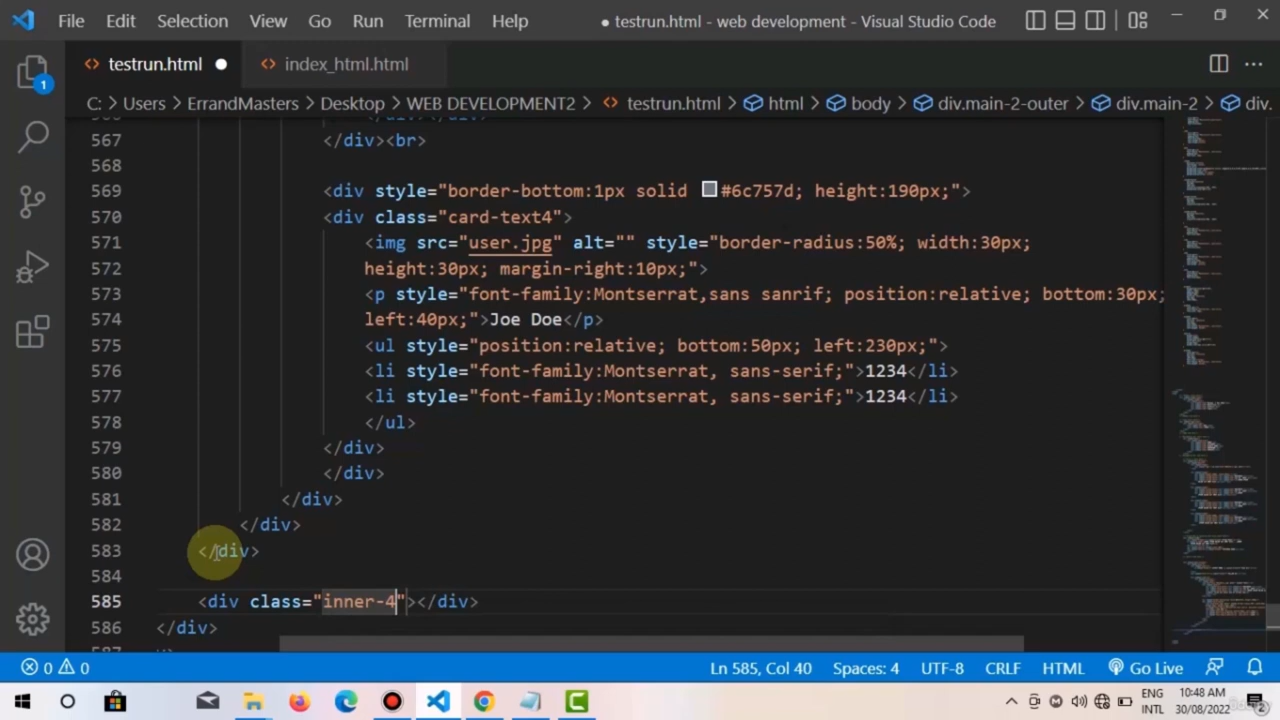 File Edit Selection View Go Run Terminal Help ● testrun.html - web development - Visual Studio Code
testrun.html index_html.html
C: > Users > ErrandMasters > Desktop > WEB DEVELOPMENT2 > testrun.html > html > body > div.main-2-outer > div.main-2 > div.
1
567 </div><br>
568
569 <div style="border-bottom:1px solid #6c757d; height:190px;">
570 <div class="card-text4">
571 <img src="user.jpg" alt="" style="border-radius:50%; width:30px;
572 height:30px; margin-right:10px;">
573 <p style="font-family:Montserrat,sans sanrif; position:relative; bottom:30px;
574 left:40px;">Joe Doe</p>
575 <ul style="position:relative; bottom:50px; left:230px;">
576 <li style="font-family:Montserrat, sans-serif;">1234</li>
577 <li style="font-family:Montserrat, sans-serif;">1234</li>
578 </ul>
579 </div>
580 </div>
581 </div>
582 </div>
583 </div>
584
585 <div class="inner-4"></div>
586 </div>
0 0 Ln 585, Col 40 Spaces: 4 UTF-8 CRLF HTML Go Live
ENG 10:48 AM
INTL 30/08/2022 2